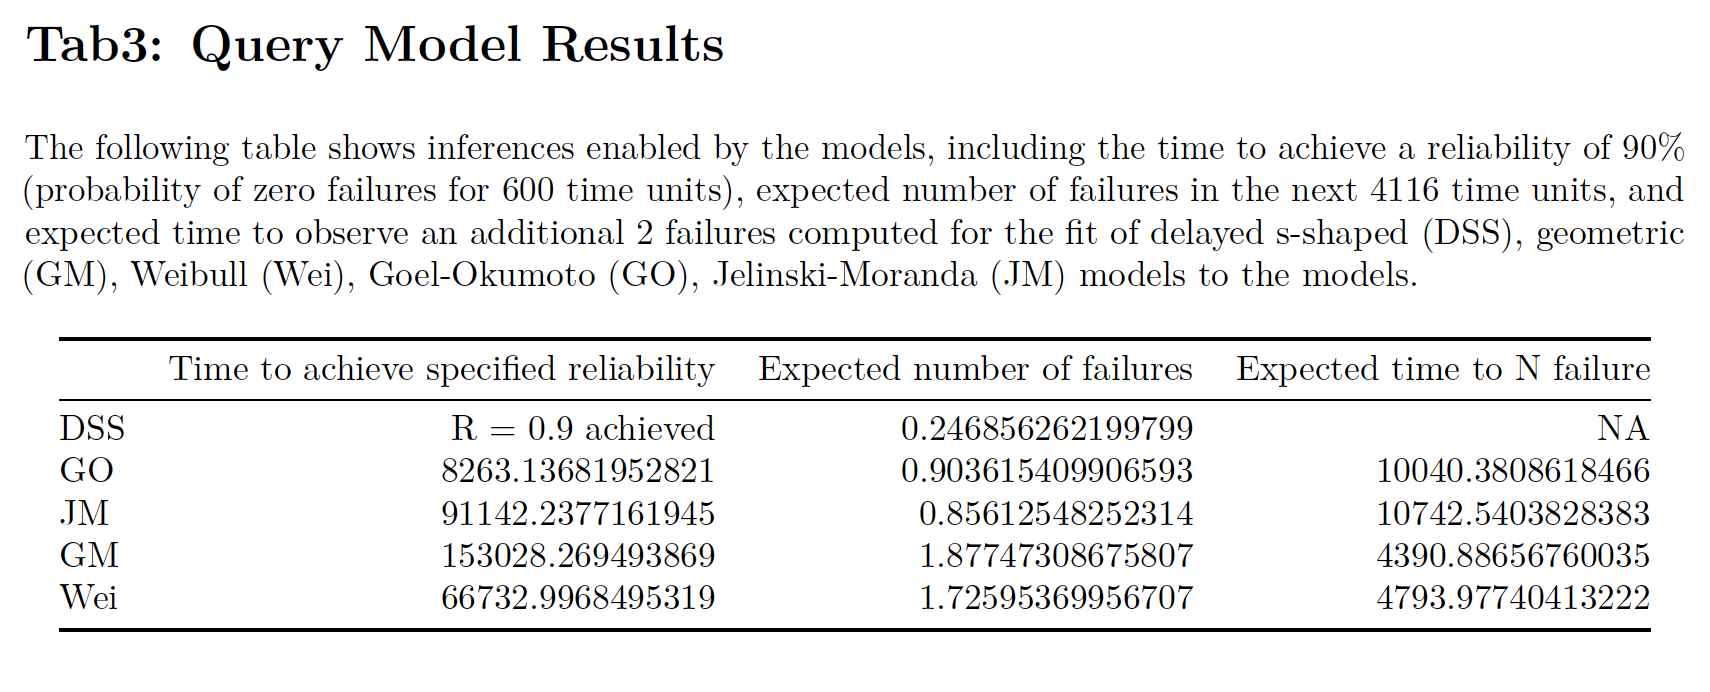 Tab3: Query Model Results
The following table shows inferences enabled by the models, including the time to achieve a reliability of 90%
(probability of zero failures for 600 time units), expected number of failures in the next 4116 time units, and
expected time to observe an additional 2 failures computed for the fit of delayed s-shaped (DSS), geometric
(GM), Weibull (Wei), Goel-Okumoto (GO), Jelinski-Moranda (JM) models to the models.
Time to achieve specified reliability Expected number of failures Expected time to N failure
DSS R = 0.9 achieved 0.246856262199799 NA
GO 8263.13681952821 0.903615409906593 10040.3808618466
JM 91142.2377161945 0.85612548252314 10742.5403828383
GM 153028.269493869 1.87747308675807 4390.88656760035
Wei 66732.9968495319 1.72595369956707 4793.97740413222